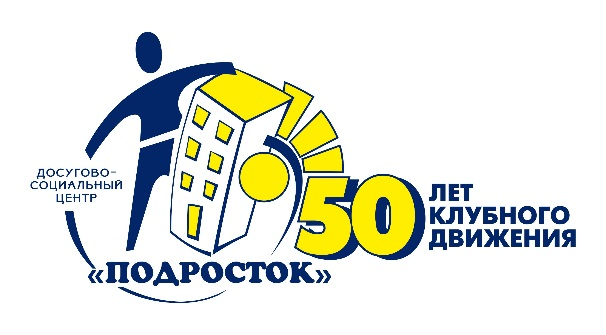 ДОСУГОВО-
СОЦИАЛЬНЫЙ
ЦЕНТР
«ПОДРОСТОК»
50
ЛЕТ
КЛУБНОГО
ДВИЖЕНИЯ